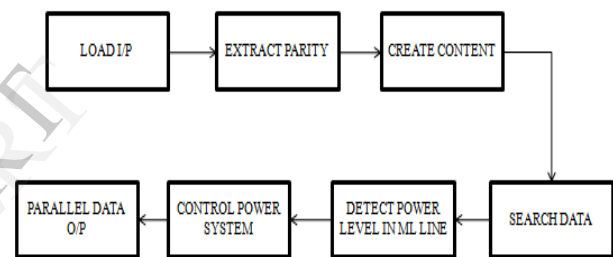 LOAD I/P
EXTRACT PARITY
CREATE CONTENT
SEARCH DATA
DETECT POWER
LEVEL IN ML LINE
CONTROL POWER
SYSTEM
PARALLEL DATA
O/P